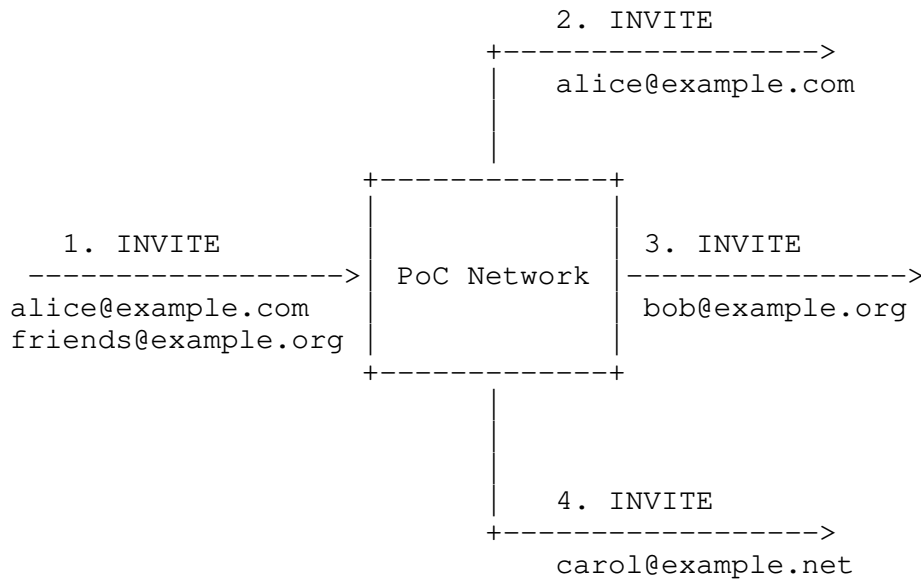 2. INVITE
alice@example.com
1. INVITE
PoC Network
3. INVITE
alice@example.com
bob@example.org
friends@example.org
4. INVITE
carol@example.net